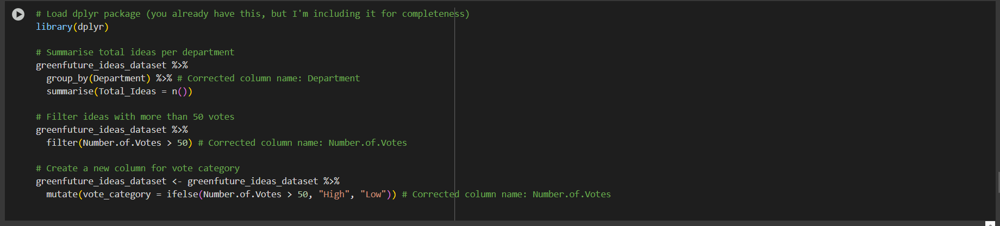 # Load dplyr package (you already have this, but I'm including it for completeness)
library(dplyr)
# Summarise total ideas per department
greenfuture_ideas_dataset %>%
  group_by(Department) %>% # Corrected column name: Department
  summarise(Total_Ideas = n())
# Filter ideas with more than 50 votes
greenfuture_ideas_dataset %>%
  filter(Number.of.Votes > 50) # Corrected column name: Number.of.Votes
# Create a new column for vote category
greenfuture_ideas_dataset <- greenfuture_ideas_dataset %>%
  mutate(vote_category = ifelse(Number.of.Votes > 50, "High", "Low")) # Corrected column name: Number.of.Votes